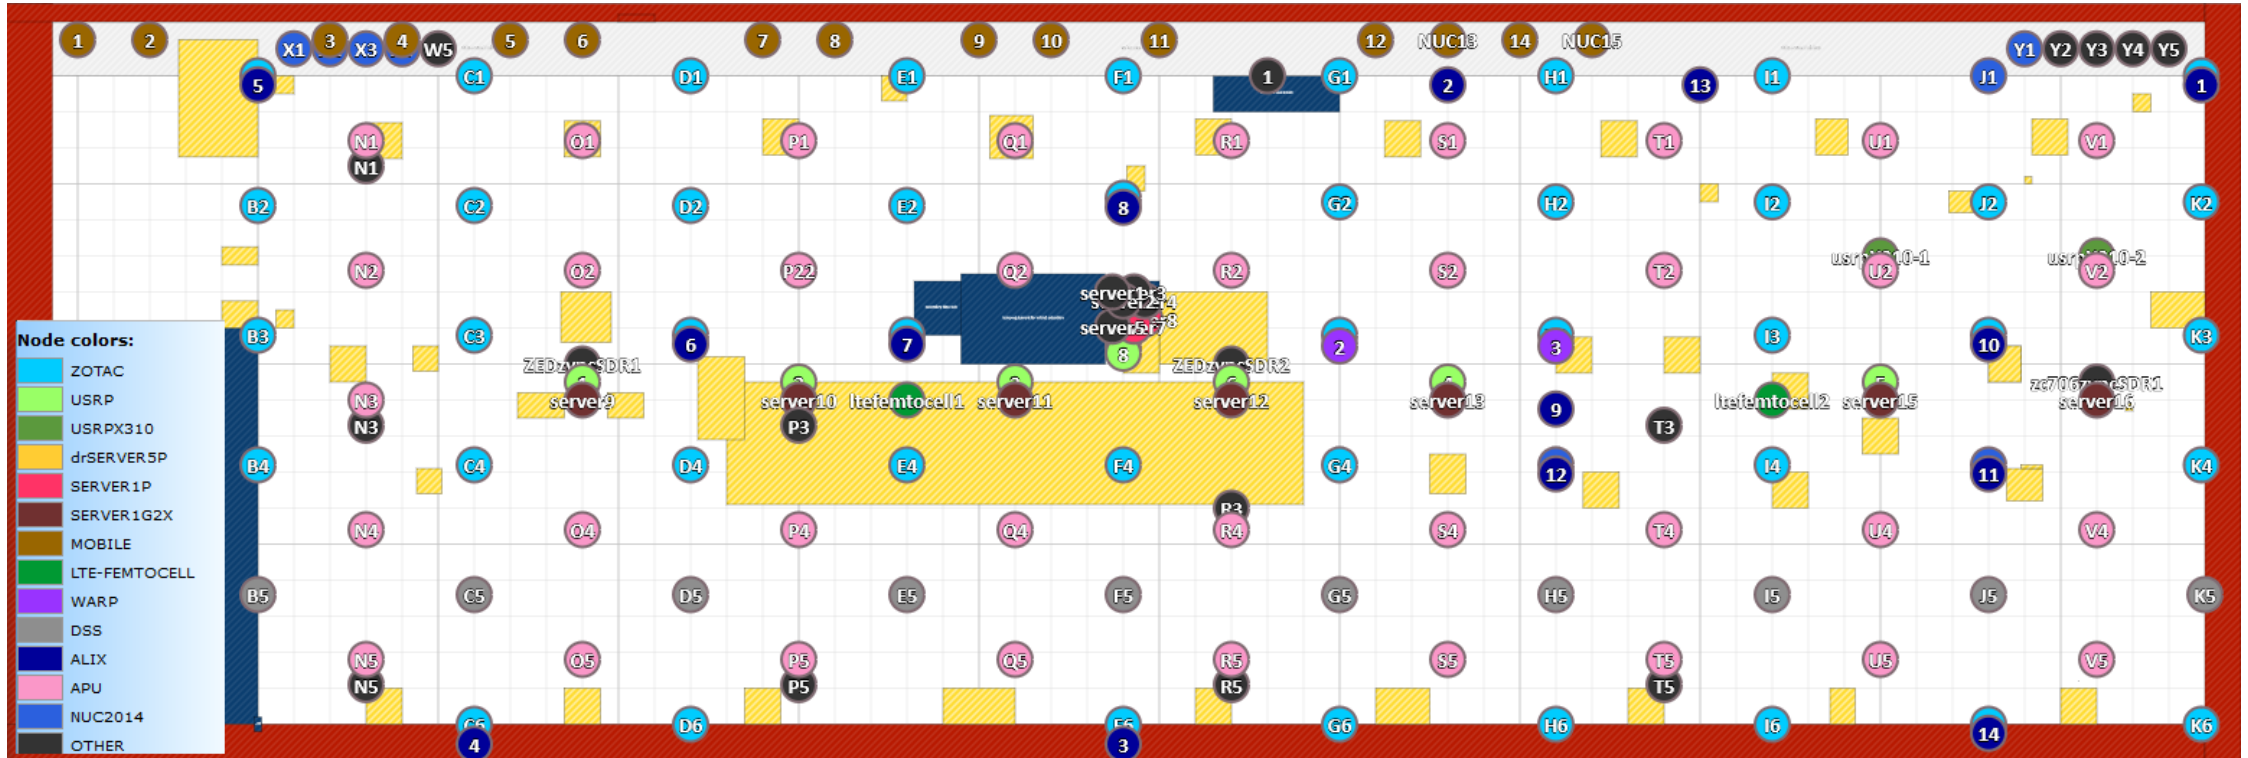 1 2 3 4 5 6 7 8 9 10 11 12 NUC13 14 NUC15
X1 X3 W5 Y1 Y2 Y3 Y4 Y5
5 C1 D1 E1 F1 1 G1 2 H1 13 I1 J1 1
N1 O1 P1 Q1 R1 S1 T1 U1 V1
N1
B2 C2 D2 E2 8 G2 H2 I2 J2 K2
N2 O2 P22 Q2 R2 S2 T2 U2 V2
B3 C3 6 7 8 2 3 I3 10 K3
ZEDzyncSDR1 ZEDzyncSDR2 zc706zyncSDR1
N3 server9 server10 ltefemtocell1 server11 server12 server13 9 ltefemtocell2 server15 server16
N3 P3 T3
B4 C4 D4 E4 F4 G4 12 I4 11 K4
R3
N4 O4 P4 Q4 R4 S4 T4 U4 V4
B5 C5 D5 E5 F5 G5 H5 I5 J5 K5
N5 O5 P5 Q5 R5 S5 T5 U5 V5
N5 P5 R5 T5
C6 D6 F6 G6 H6 I6 K6
4 3 14
Node colors:
ZOTAC
USRP
USRPX310
drSERVER5P
SERVER1P
SERVER1G2X
MOBILE
LTE-FEMTOCELL
WARP
DSS
ALIX
APU
NUC2014
OTHER